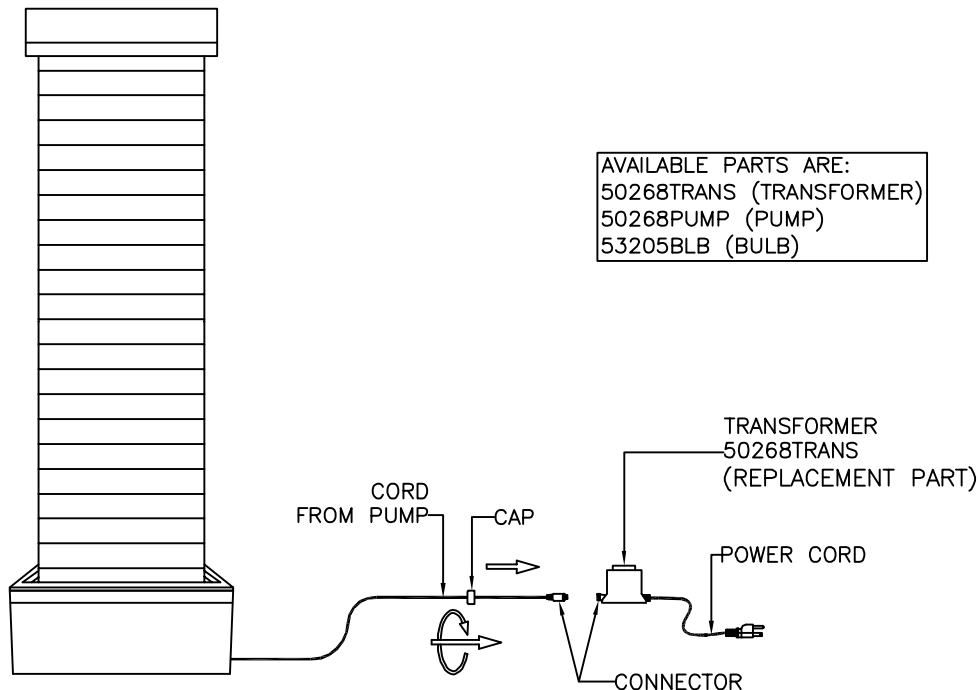 AVAILABLE PARTS ARE:
50268TRANS (TRANSFORMER)
50268PUMP (PUMP)
53205BLB (BULB)
TRANSFORMER
50268TRANS
(REPLACEMENT PART)
CORD
FROM PUMP
CAP
POWER CORD
CONNECTOR